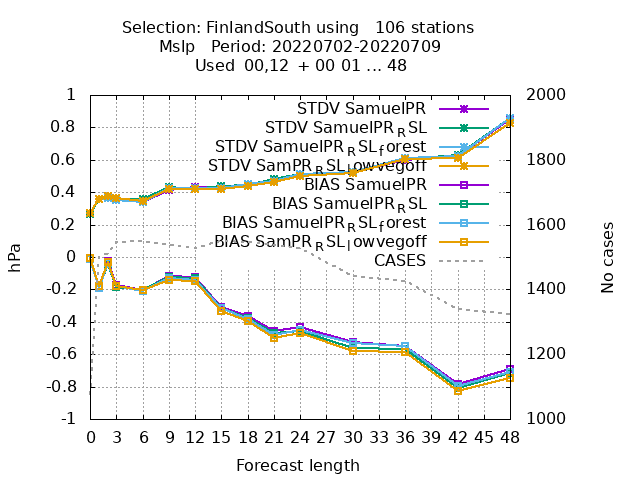 Selection: FinlandSouth using   106 stations
Mslp   Period: 20220702-20220709
Used  00,12  + 00 01 ... 48
1
0.8
0.6
0.4
0.2
0
-0.2
-0.4
-0.6
-0.8
-1
hPa
2000
1800
1600
1400
1200
1000
No cases
STDV SamuelPR
STDV SamuelPR_RSL
STDV SamuelPR_RSL_forest
STDV SamPR_RSL_lowvegoff
BIAS SamuelPR
BIAS SamuelPR_RSL
BIAS SamuelPR_RSL_forest
BIAS SamPR_RSL_lowvegoff
CASES
0 3 6 9 12 15 18 21 24 27 30 33 36 39 42 45 48
Forecast length